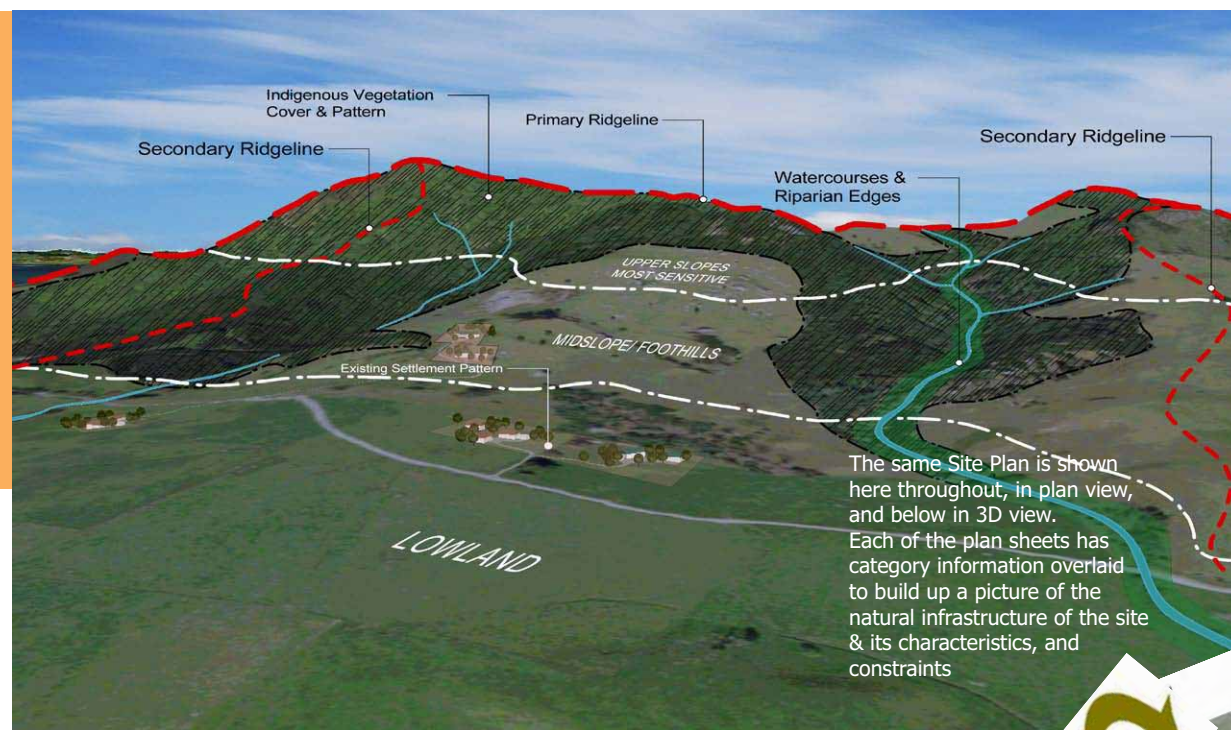 Indigenous Vegetation
Cover & Pattern
Primary Ridgeline
Secondary Ridgeline
Secondary Ridgeline
Watercourses &
Riparian Edges
UPPER SLOPES
MOST SENSITIVE
MIDSLOPE/ FOOTHILLS
Existing Settlement Pattern
LOWLAND
The same Site Plan is shown
here throughout, in plan view,
and below in 3D view.
Each of the plan sheets has
category information overlaid
to build up a picture of the
natural infrastructure of the site
& its characteristics, and
constraints